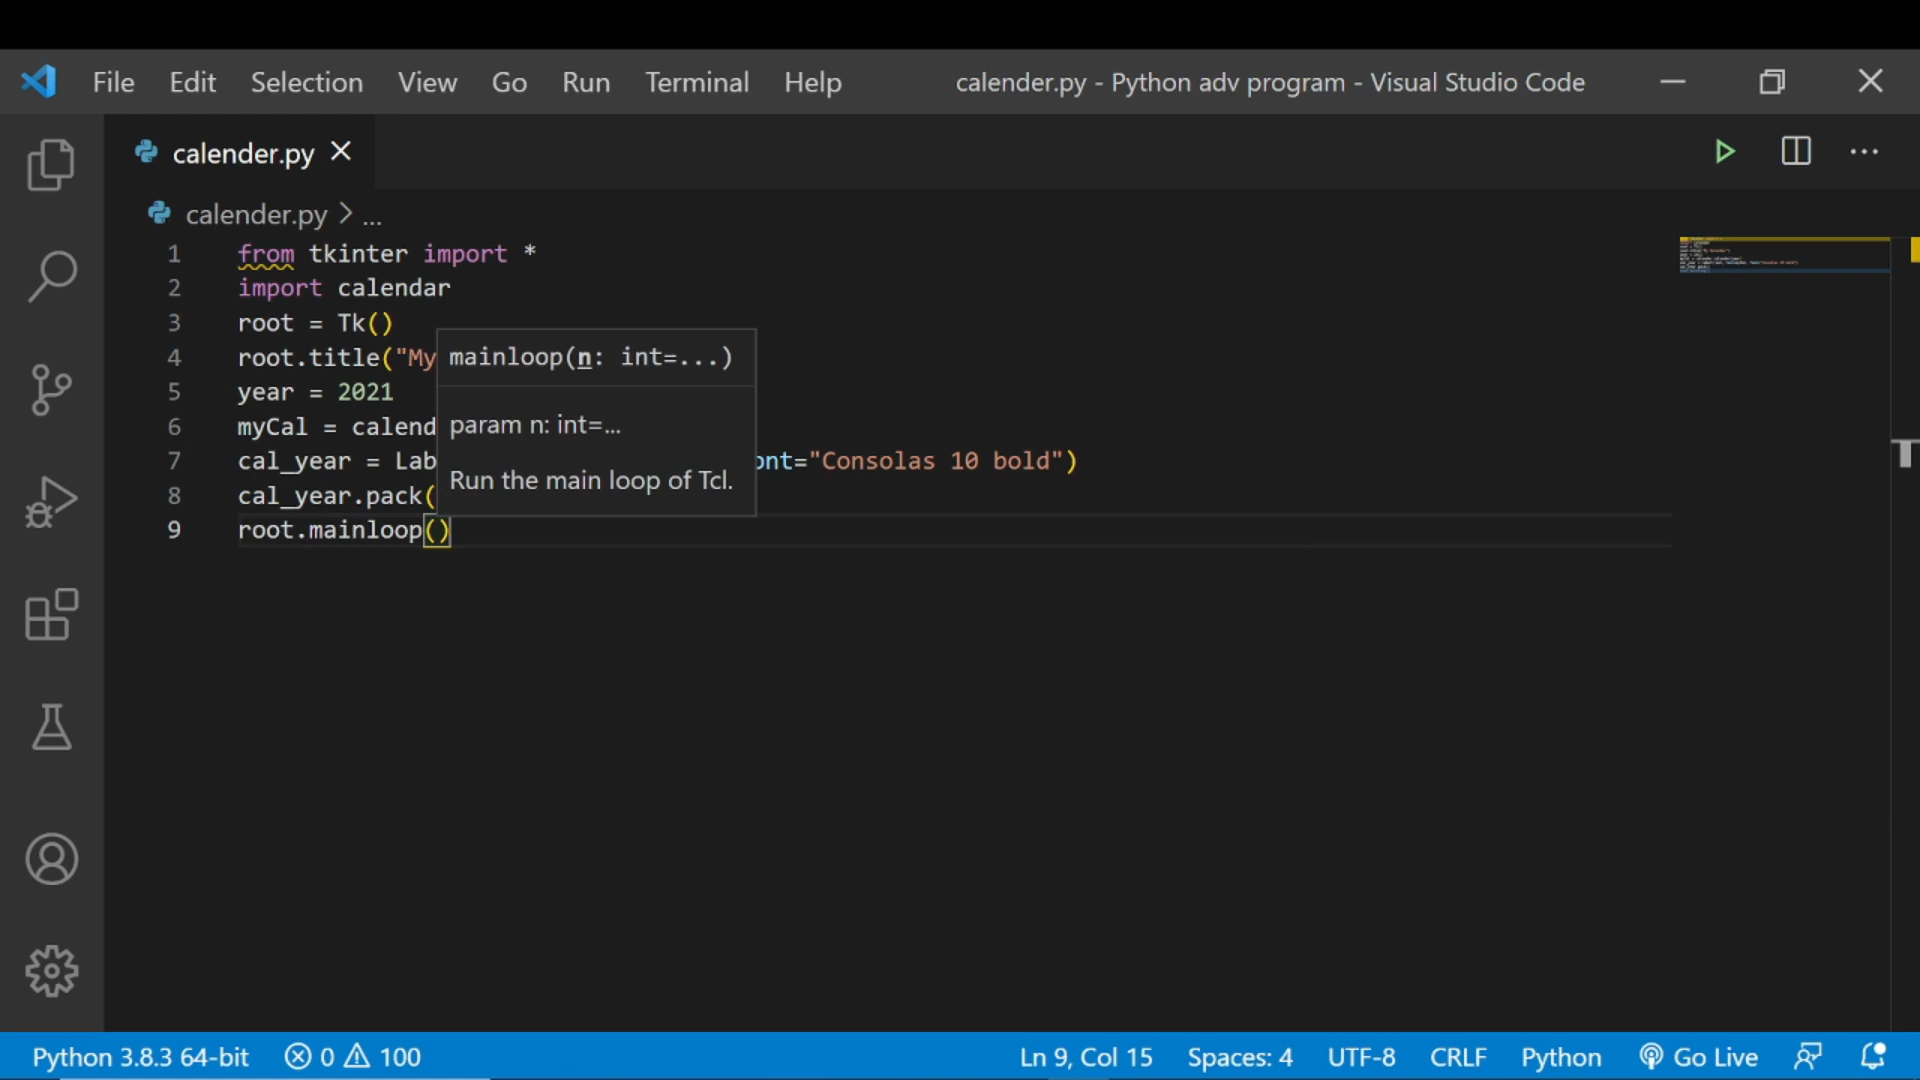 File Edit Selection View Go Run Terminal Help calender.py - Python adv program - Visual Studio Code
calender.py
calender.py > ...
1 from tkinter import *
2 import calendar
3 root = Tk()
4 root.title("My
5 year = 2021
6 myCal = calend
7 cal_year = Lab ont="Consolas 10 bold")
8 cal_year.pack(
9 root.mainloop()
mainloop(n: int=...)
param n: int=...
Run the main loop of Tcl.
Python 3.8.3 64-bit 0 100 Ln 9, Col 15 Spaces: 4 UTF-8 CRLF Python Go Live